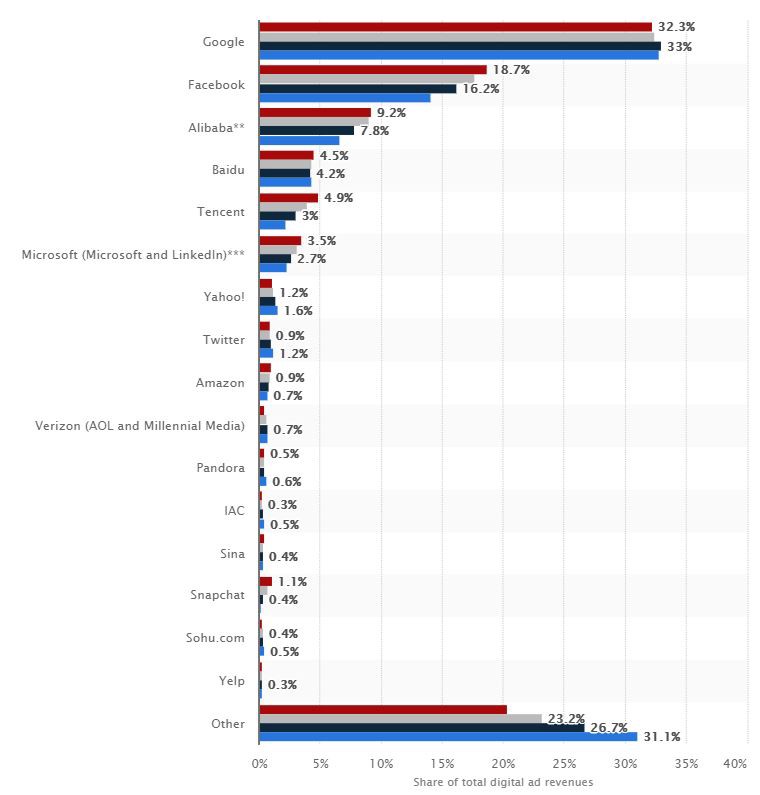 Google 32.3%
33%
Facebook 18.7%
16.2%
Alibaba** 9.2%
7.8%
Baidu 4.5%
4.2%
Tencent 4.9%
3%
Microsoft (Microsoft and LinkedIn)*** 3.5%
2.7%
Yahoo! 1.2%
1.6%
Twitter 0.9%
1.2%
Amazon 0.9%
0.7%
Verizon (AOL and Millennial Media) 0.7%
Pandora 0.5%
0.6%
IAC 0.3%
0.5%
Sina 0.4%
Snapchat 1.1%
0.4%
Sohu.com 0.4%
0.5%
Yelp 0.3%
Other 23.2%
26.7%
31.1%
0% 5% 10% 15% 20% 25% 30% 35% 40%
Share of total digital ad revenues